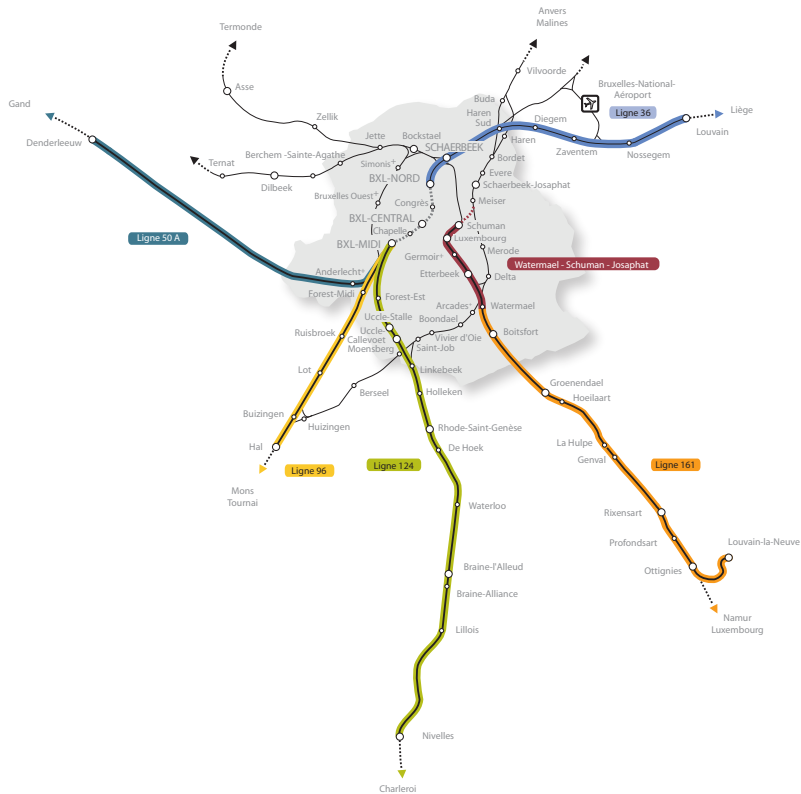 Anvers
Malines
Termonde
Vilvoorde
Asse
Bruxelles-National-
Aéroport
Gand
Buda
Haren
Sud
Ligne 36
Liège
Zellik
Diegem
Louvain
Denderleeuw
Jette
Bockstael
SCHAERBEEK
Haren
Zaventem
Nossegem
Ternat
Berchem -Sainte-Agathe
Simonis+
Bordet
Evere
Dilbeek
BXL-NORD
Schaerbeek-Josaphat
Bruxelles Ouest+
Congrès
Meiser
BXL-CENTRAL
Chapelle
Schuman
Ligne 50 A
BXL-MIDI
Luxembourg
Merode
Germoir+
Watermael - Schuman - Josaphat
Anderlecht+
Etterbeek
Delta
Forest-Midi
Forest-Est
Arcades+
Watermael
Uccle-Stalle
Boondael
Ruisbroek
Uccle-
Callevoet
Vivier d'Oie
Boitsfort
Moensberg
Saint-Job
Lot
Linkebeek
Groenendael
Berseel
Holleken
Hoeilaart
Buizingen
Huizingen
Rhode-Saint-Genèse
Hal
De Hoek
La Hulpe
Genval
Ligne 96
Ligne 124
Ligne 161
Mons
Tournai
Waterloo
Rixensart
Profondsart
Louvain-la-Neuve
Braine-l'Alleud
Ottignies
Braine-Alliance
Namur
Luxembourg
Lillois
Nivelles
Charleroi